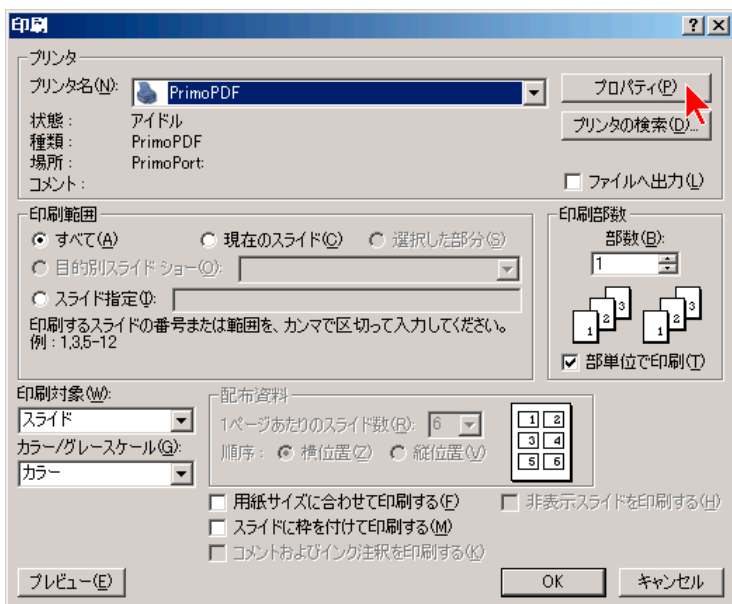 印刷
プリンタ
プリンタ名(N): PrimoPDF プロパティ(P)
状態: アイドル プリンタの検索(D)...
種類: PrimoPDF
場所: PrimoPort:
コメント: ファイルへ出力(L)
印刷範囲 印刷部数
すべて(A) 現在のスライド(C) 選択した部分(S) 部数(B):
目的別スライド ショー(O): 1
スライド指定(I):
印刷するスライドの番号または範囲を、カンマで区切って入力してください。
例:1,3,5-12
1 2 3 1 2 3
部単位で印刷(T)
印刷対象(W): 配布資料
スライド 1ページあたりのスライド数(R): 6 1 2
カラー/グレースケール(G): 順序: 横位置(Z) 縦位置(V) 3 4
カラー 5 6
用紙サイズに合わせて印刷する(F) 非表示スライドを印刷する(H)
スライドに枠を付けて印刷する(M)
コメントおよびインク注釈を印刷する(K)
プレビュー(E) OK キャンセル